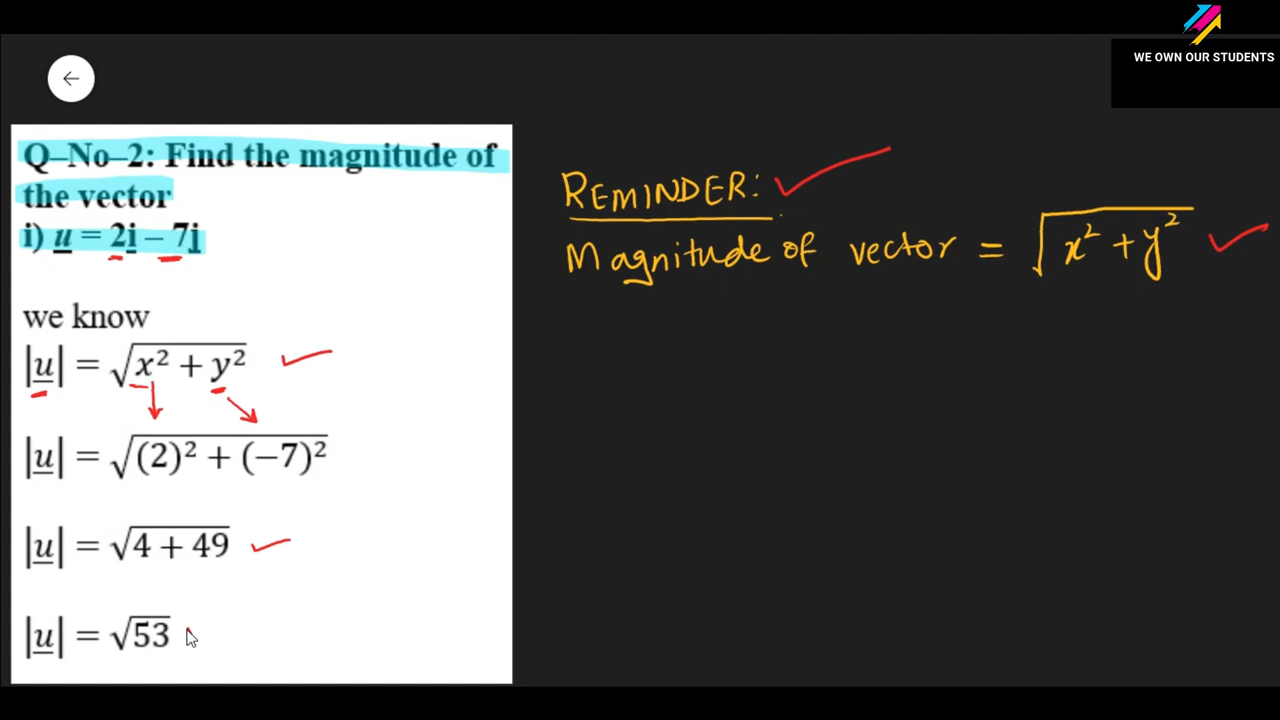 WE OWN OUR STUDENTS
Q–No–2: Find the magnitude of
the vector
i) u = 2i – 7j
we know
|u| = √x² + y²
|u| = √(2)² + (−7)²
|u| = √4 + 49
|u| = √53
REMINDER:
Magnitude of vector = √x² + y²